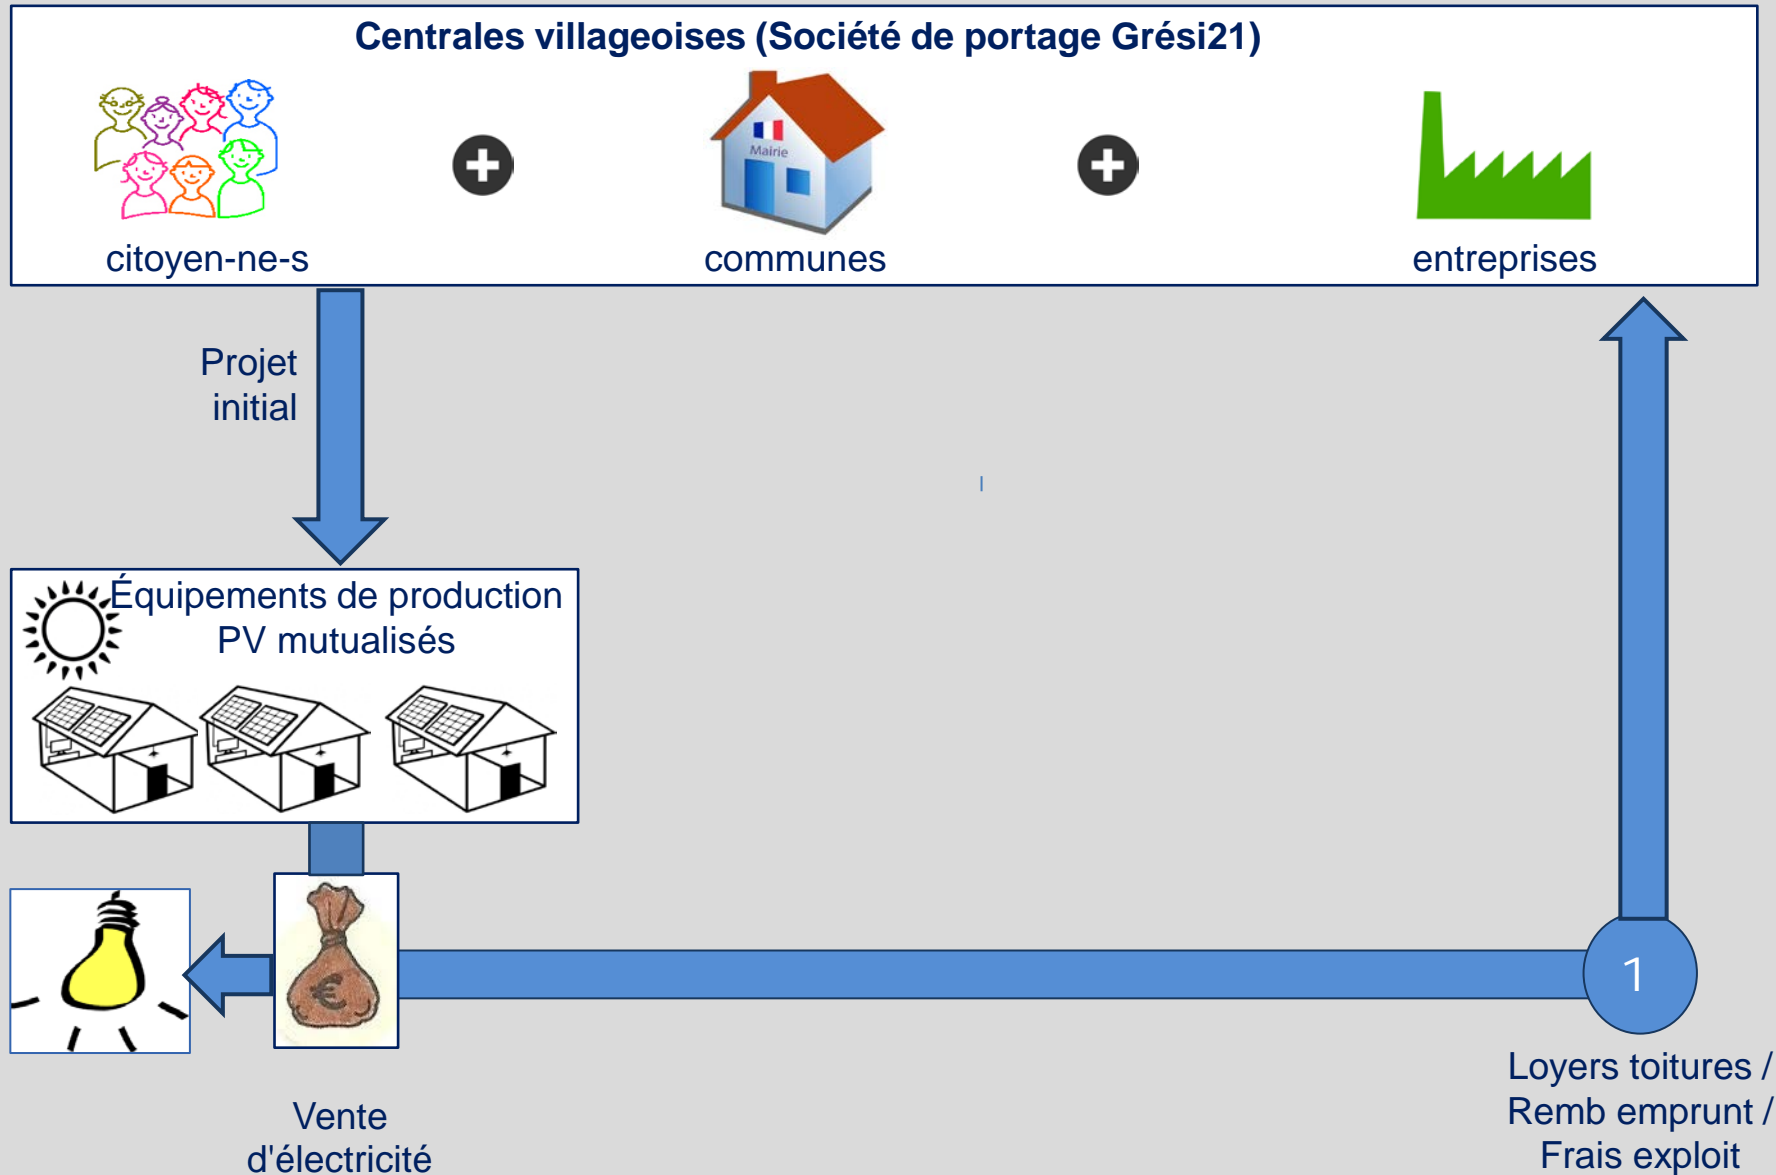 Centrales villageoises (Société de portage Grési21)
Mairie
citoyen-ne-s
communes
entreprises
Projet
initial
Équipements de production
PV mutualisés
€
1
Vente
d'électricité
Loyers toitures /
Remb emprunt /
Frais exploit